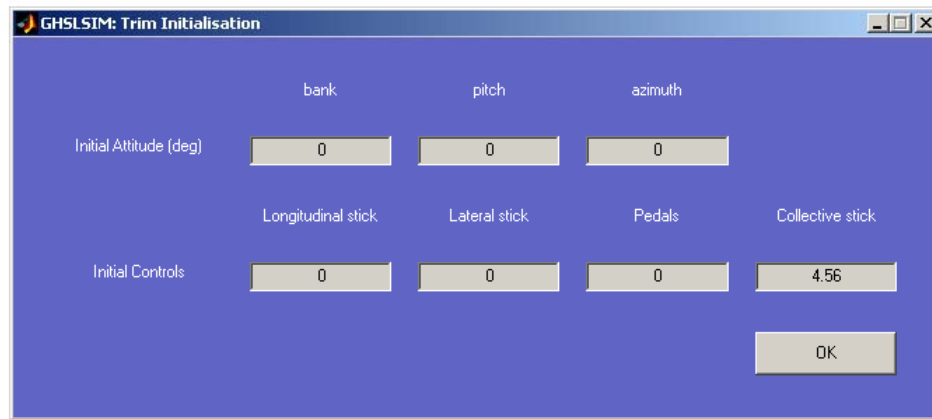 GHSLSIM: Trim Initialisation
bank pitch azimuth
Initial Attitude (deg) 0 0 0
Longitudinal stick Lateral stick Pedals Collective stick
Initial Controls 0 0 0 4.56
OK